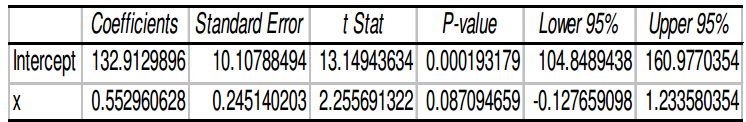 Coefficients Standard Error t Stat P-value Lower 95% Upper 95%
Intercept 132.9129896 10.10788494 13.14943634 0.000193179 104.8489438 160.9770354
x 0.552960628 0.245140203 2.255691322 0.087094659 -0.127659098 1.233580354